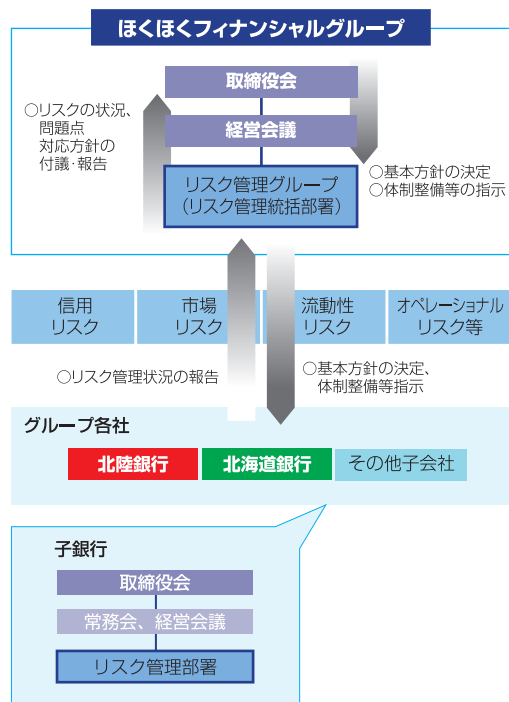 ほくほくフィナンシャルグループ
取締役会
経営会議
リスク管理グループ
(リスク管理統括部署)
○リスクの状況、
問題点
対応方針の
付議・報告
○基本方針の決定
○体制整備等の指示
信用
リスク
市場
リスク
流動性
リスク
オペレーショナル
リスク等
○リスク管理状況の報告
○基本方針の決定、
体制整備等指示
グループ各社
北陸銀行
北海道銀行
その他子会社
子銀行
取締役会
常務会、経営会議
リスク管理部署